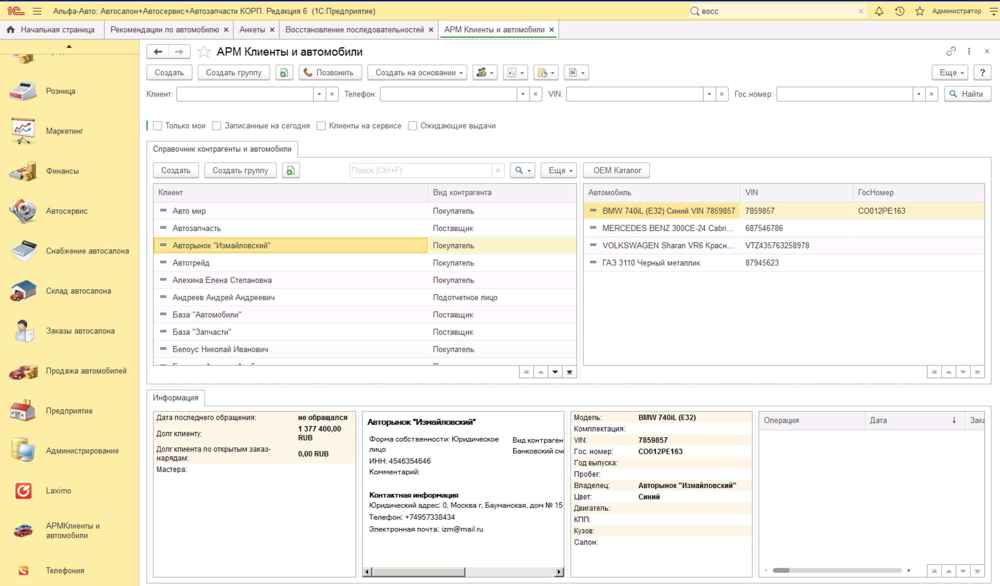 1С Альфа-Авто: Автосалон+Автосервис+Автозапчасти КОРП. Редакция 6 (1С:Предприятие) восс Администратор
Начальная страница Рекомендации по автомобилю Анкеты Восстановление последовательностей АРМ Клиенты и автомобили
АРМ Клиенты и автомобили
Создать Создать группу Позвонить Создать на основании Еще ?
Клиент: Телефон: VIN: Гос.номер: Найти
Только мои Записанные на сегодня Клиенты на сервисе Ожидающие выдачи
Розница
Маркетинг
Финансы
Автосервис
Снабжение автосалона
Склад автосалона
Заказы автосалона
Продажа автомобилей
Предприятие
Администрирование
Laximo
АРМКлиенты и
автомобили
Телефония
Справочник контрагенты и автомобили
Создать Создать группу Поиск (Ctrl+F) Еще OEM Каталог
Клиент Вид контрагента
Авто мир Покупатель
Автозапчасть Поставщик
Авторынок "Измайловский" Покупатель
Автотрейд Покупатель
Алехина Елена Степановна Покупатель
Андреев Андрей Андреевич Подотчетное лицо
База "Автомобили" Поставщик
База "Запчасти" Поставщик
Белоус Николай Иванович Покупатель
Автомобиль VIN ГосНомер
BMW 740iL (E32) Синий VIN 7859857 7859857 СО012РЕ163
MERCEDES BENZ 300CE-24 Cabri... 687546786
VOLKSWAGEN Sharan VR6 Красн... VTZ435763258978
ГАЗ 3110 Черный металлик 87945623
Информация
Дата последнего обращения: не обращался
Долг клиенту: 1 377 400,00
RUB
Долг клиента по открытым заказ-
нарядам: 0,00 RUB
Мастера:
Авторынок "Измайловский"
Форма собственности: Юридическое
лицо
Вид контраген
Банковский сче
ИНН: 4546354646
Комментарий:
Контактная информация
Юридический адрес: 0, Москва г, Бауманская, дом № 15
Телефон: +74957338434
Электронная почта: izm@mail.ru
Модель: BMW 740iL (E32)
Комплектация:
VIN: 7859857
Гос. номер: СО012РЕ163
Год выпуска:
Пробег:
Владелец: Авторынок "Измайловский"
Цвет: Синий
Двигатель:
КПП:
Кузов:
Салон:
Операция Дата ↓ Зака